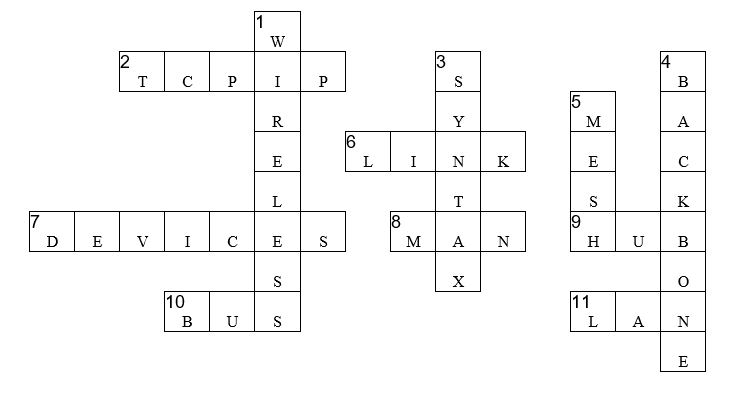 1
W
2 3 4
T C P I P S B
5
R Y M A
6
E L I N K E C
L T S K
7 8 9
D E V I C E S M A N H U B
S X O
10 11
B U S L A N
E